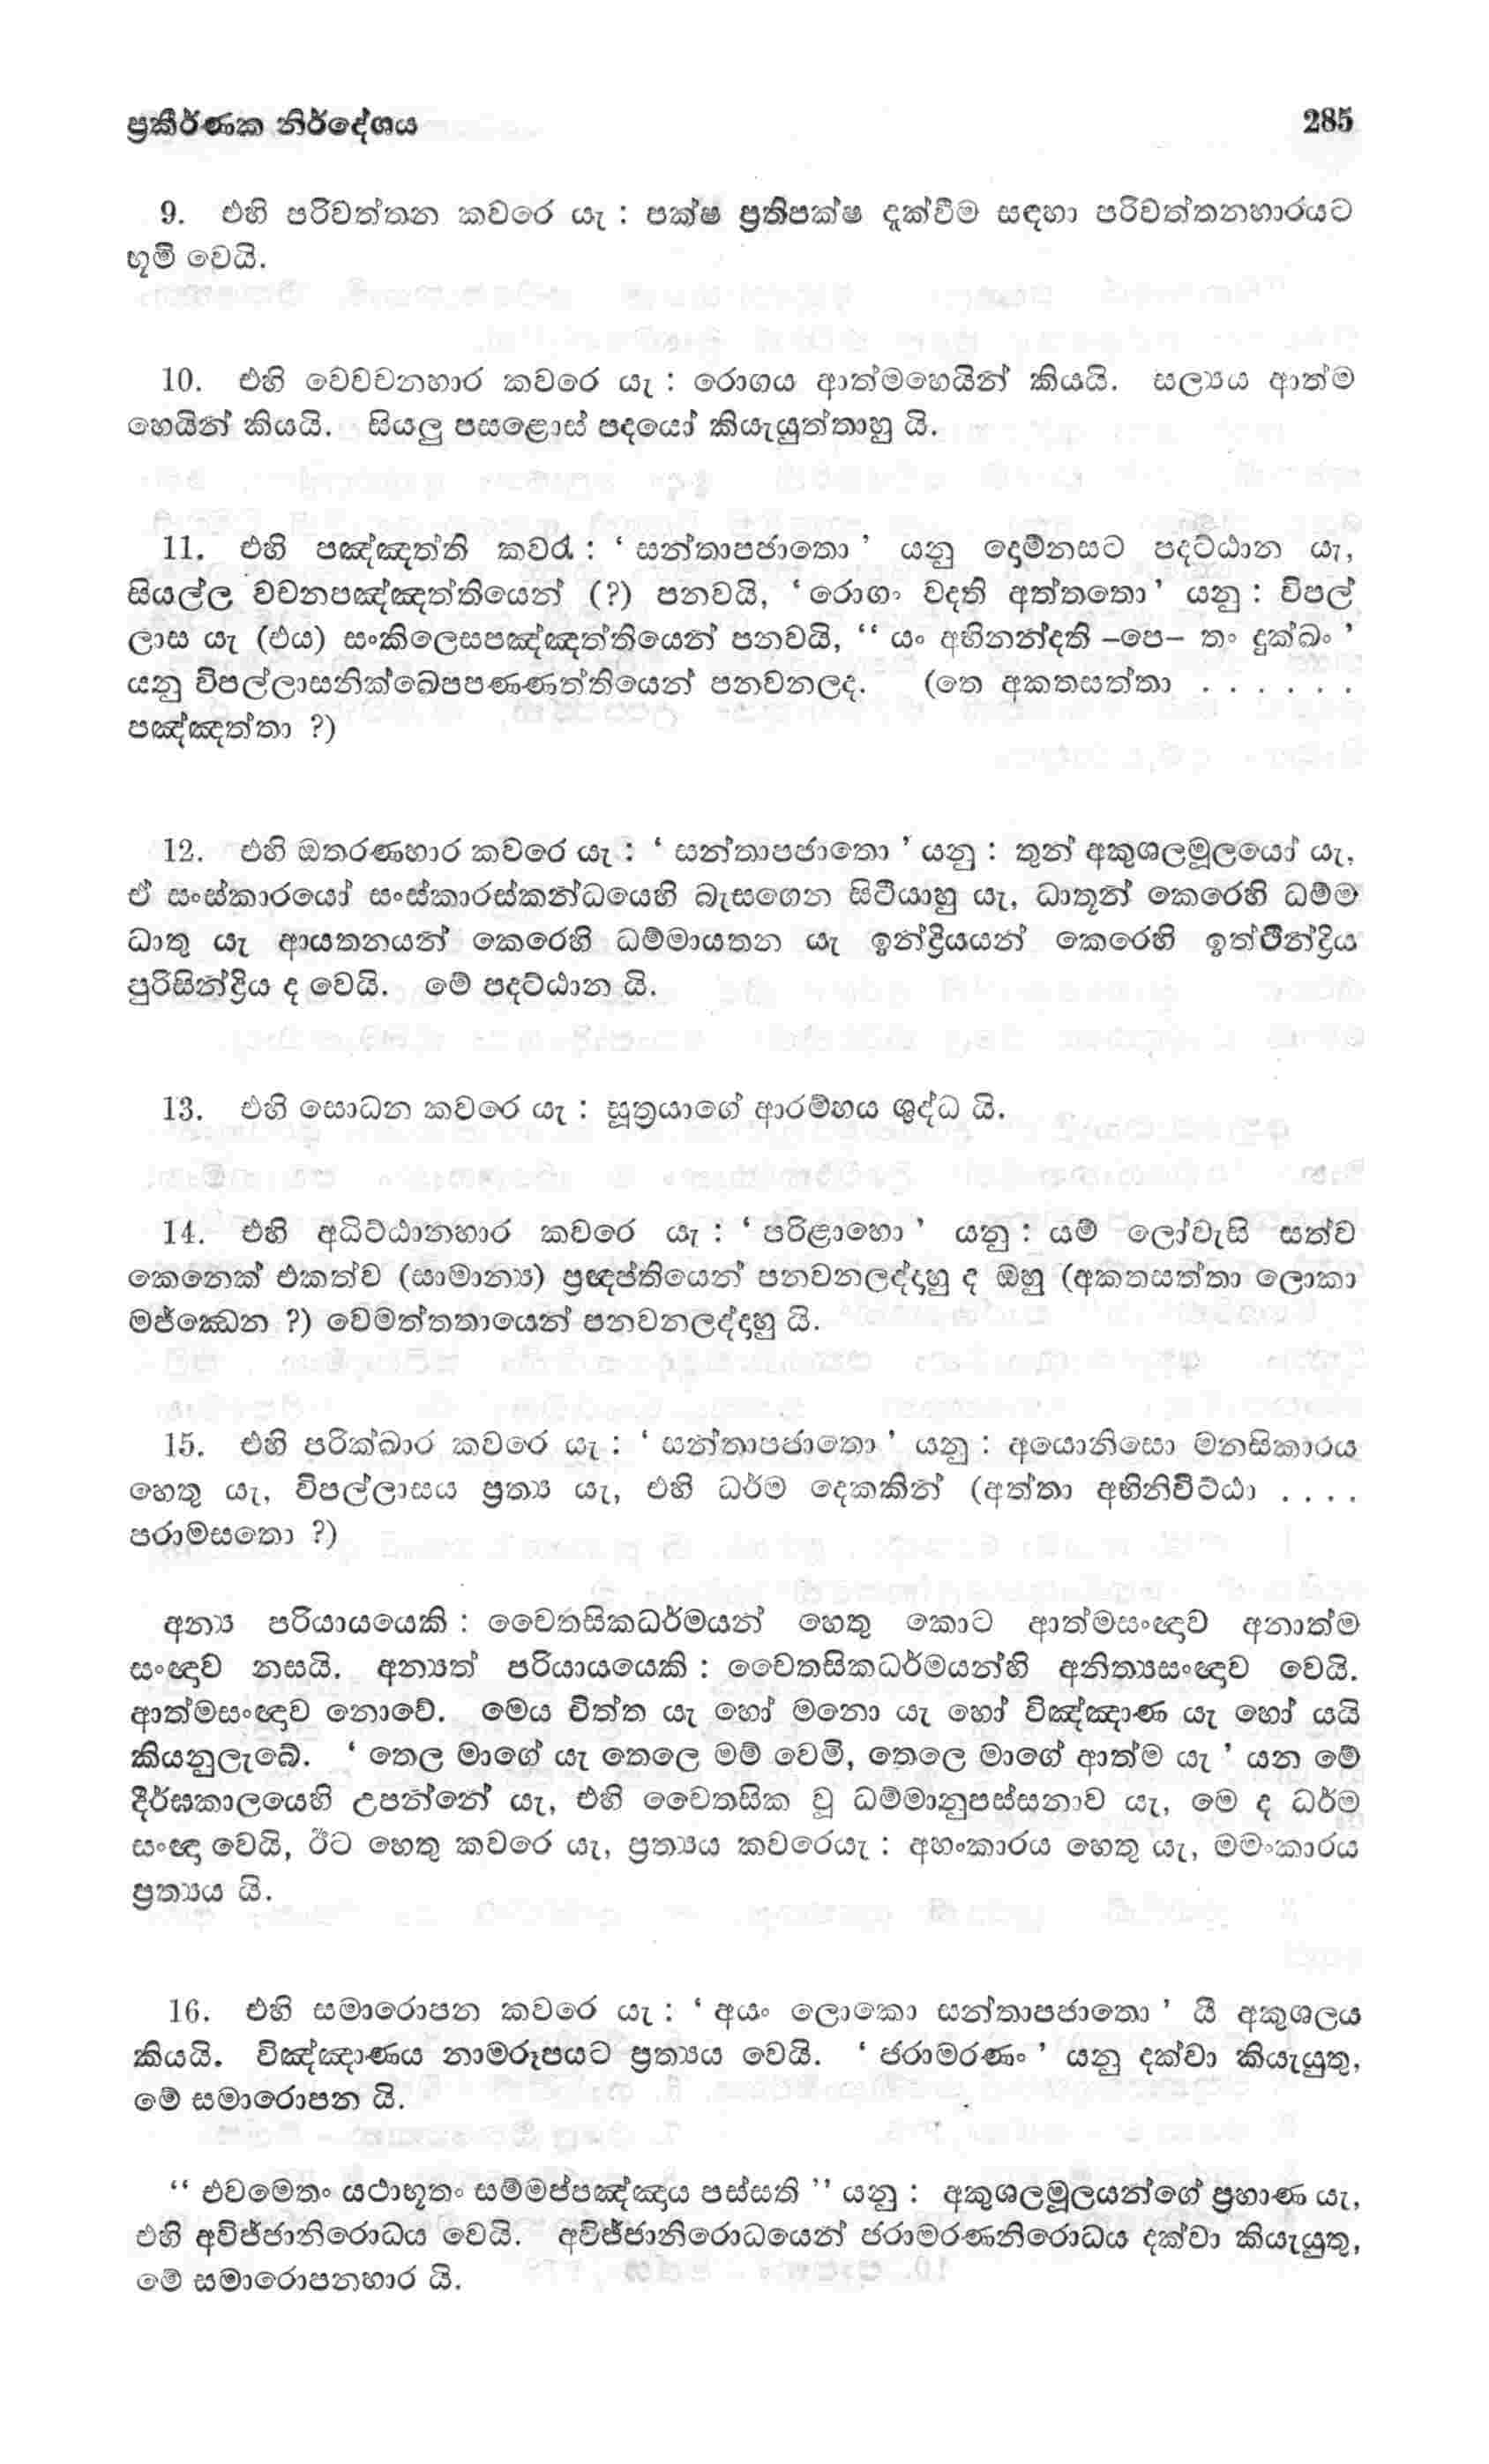 ප්‍රකීර්ණක නිර්දේශය 285
9. එහි පරිවත්තන කවරෙ යැ : පක්ෂ ප්‍රතිපක්ෂ දැක්වීම සඳහා පරිවත්තනහාරයට
භූමි වෙයි.
10. එහි වෙවචනහාර කවරෙ යැ : රොගය ආත්මහෙයින් කියයි. සල්‍යය ආත්ම
හෙයින් කියයි. සියලු පසළොස් පදයෝ කියැයුත්තාහු යි.
11. එහි පඤ්ඤත්ති කවරැ : ‘ සන්තාපජාතො ’ යනු දොම්නසට පදට්ඨාන යැ,
සියල්ල වචනපඤ්ඤත්තියෙන් (?) පනවයි, ‘ රොගං වදති අත්තතො ’ යනු : විපල්
ලාස යැ (එය) සංකිලෙසපඤ්ඤත්තියෙන් පනවයි, “ යං අභිනන්දති –පෙ– තං දුක්ඛං ’
යනු විපල්ලාසනික්ඛෙපපණණත්තියෙන් පනවනලද. (තෙ අකතසත්තා . . . . . .
පඤ්ඤත්තා ?)
12. එහි ඔතරණහාර කවරෙ යැ : ‘ සන්තාපජාතො ’ යනු : තුන් අකුශලමූලයෝ යැ,
ඒ සංස්කාරයෝ සංස්කාරස්කන්ධයෙහි බැසගෙන සිටියාහු යැ, ධාතූන් කෙරෙහි ධම්ම
ධාතු යැ ආයතනයන් කෙරෙහි ධම්මායතන යැ ඉන්ද්‍රියයන් කෙරෙහි ඉත්ථින්ද්‍රිය
පුරිසින්ද්‍රිය ද වෙයි. මේ පදට්ඨාන යි.
13. එහි සොධන කවරෙ යැ : සූත්‍රයාගේ ආරම්භය ශුද්ධ යි.
14. එහි අධිට්ඨානහාර කවරෙ යැ : ‘ පරිළාහො ’ යනු : යම් ලෝවැසි සත්ව
කෙනෙක් එකත්ව (සාමාන්‍ය) ප්‍රඥප්තියෙන් පනවනලද්දාහු ද ඔහු (අකතසත්තා ලොකා
මජ්ඣෙන ?) වෙමත්තතායෙන් පනවනලද්දාහු යි.
15. එහි පරික්ඛාර කවරෙ යැ : ‘ සන්තාපජාතො ’ යනු : අයොනිසො මනසිකාරය
හෙතු යැ, විපල්ලාසය ප්‍රත්‍ය යැ, එහි ධර්ම දෙකකින් (අත්තා අභිනිවිට්ඨා . . . .
පරාමසතො ?)
අන්‍ය පරියායයෙකි : චෛතසිකධර්මයන් හෙතු කොට ආත්මසංඥාව අනාත්ම
සංඥාව නසයි. අන්‍යත් පරියායයෙකි : චෛතසිකධර්මයන්හි අනිත්‍යසංඥාව වෙයි.
ආත්මසංඥාව නොවේ. මෙය චිත්ත යැ හෝ මනො යැ හෝ විඤ්ඤාණ යැ හෝ යයි
කියනුලැබේ. ‘ තෙල මාගේ යැ තෙලෙ මම් වෙමි, තෙලෙ මාගේ ආත්ම යැ ’ යන මේ
දීර්ඝකාලයෙහි උපන්නේ යැ, එහි චෛතසික වූ ධම්මානුපස්සනාව යැ, මෙ ද ධර්ම
සංඥා වෙයි, ඊට හෙතු කවරෙ යැ, ප්‍රත්‍යය කවරෙයැ : අහංකාරය හෙතු යැ, මමංකාරය
ප්‍රත්‍යය යි.
16. එහි සමාරොපන කවරෙ යැ : ‘ අයං ලොකො සන්තාපජාතො ’ යී අකුශලය
කියයි. විඤ්ඤාණය නාමරූපයට ප්‍රත්‍යය වෙයි. ‘ ජරාමරණං ’ යනු දක්වා කියැයුතු,
මේ සමාරොපන යි.
“ එවමෙතං යථාභූතං සම්මප්පඤ්ඤාය පස්සති ” යනු : අකුශලමූලයන්ගේ ප්‍රහාණ යැ,
එහි අවිජ්ජානිරොධය වෙයි. අවිජ්ජානිරොධයෙන් ජරාමරණනිරොධය දක්වා කියැයුතු,
මේ සමාරොපනහාර යි.